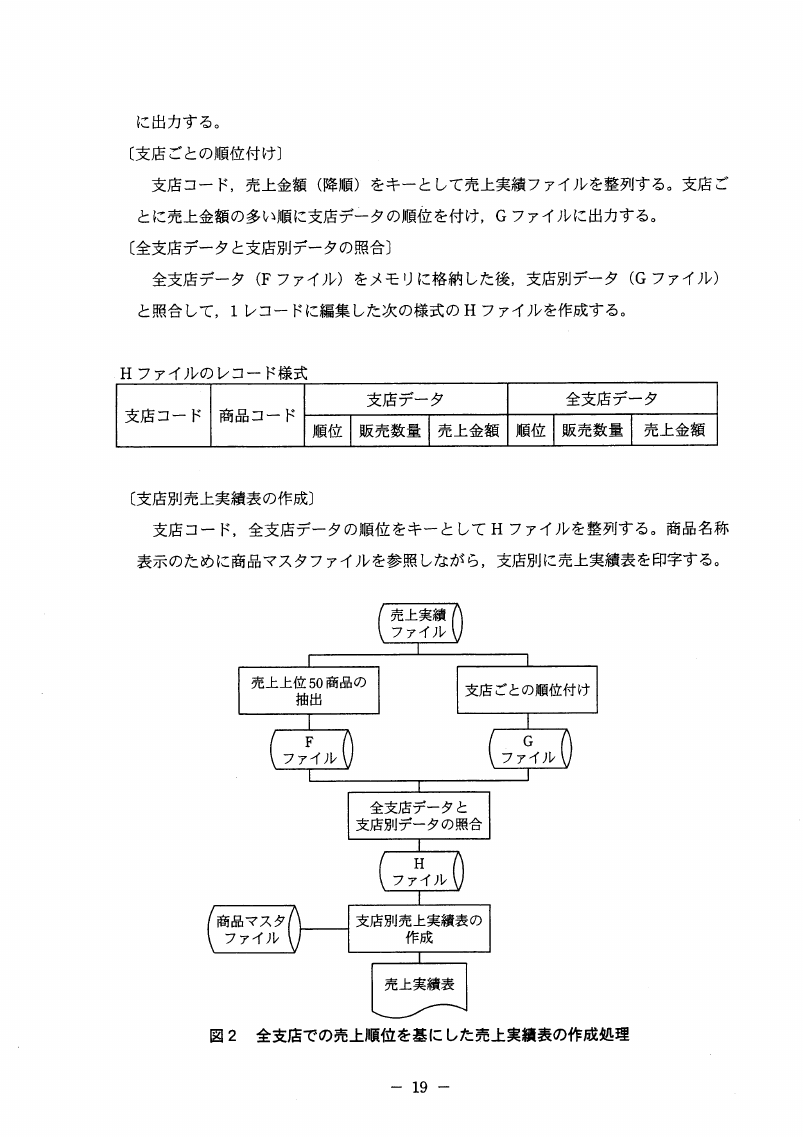 に出力する。
〔支店ごとの順位付け〕
支店コード，売上金額（降順）をキーとして売上実績ファイルを整列する。支店ご
とに売上金額の多い順に支店データの順位を付け，G ファイルに出力する。
〔全支店データと支店別データの照合〕
全支店データ（F ファイル）をメモリに格納した後，支店別データ（G ファイル）
と照合して，1 レコードに編集した次の様式の H ファイルを作成する。
H ファイルのレコード様式
支店コード 商品コード 支店データ 全支店データ
順位 販売数量 売上金額 順位 販売数量 売上金額
〔支店別売上実績表の作成〕
支店コード，全支店データの順位をキーとして H ファイルを整列する。商品名称
表示のために商品マスタファイルを参照しながら，支店別に売上実績表を印字する。
売上実績
ファイル
売上上位50商品の
抽出
支店ごとの順位付け
F
ファイル
G
ファイル
全支店データと
支店別データの照合
H
ファイル
商品マスタ
ファイル
支店別売上実績表の
作成
売上実績表
図2 全支店での売上順位を基にした売上実績表の作成処理
－ 19 －